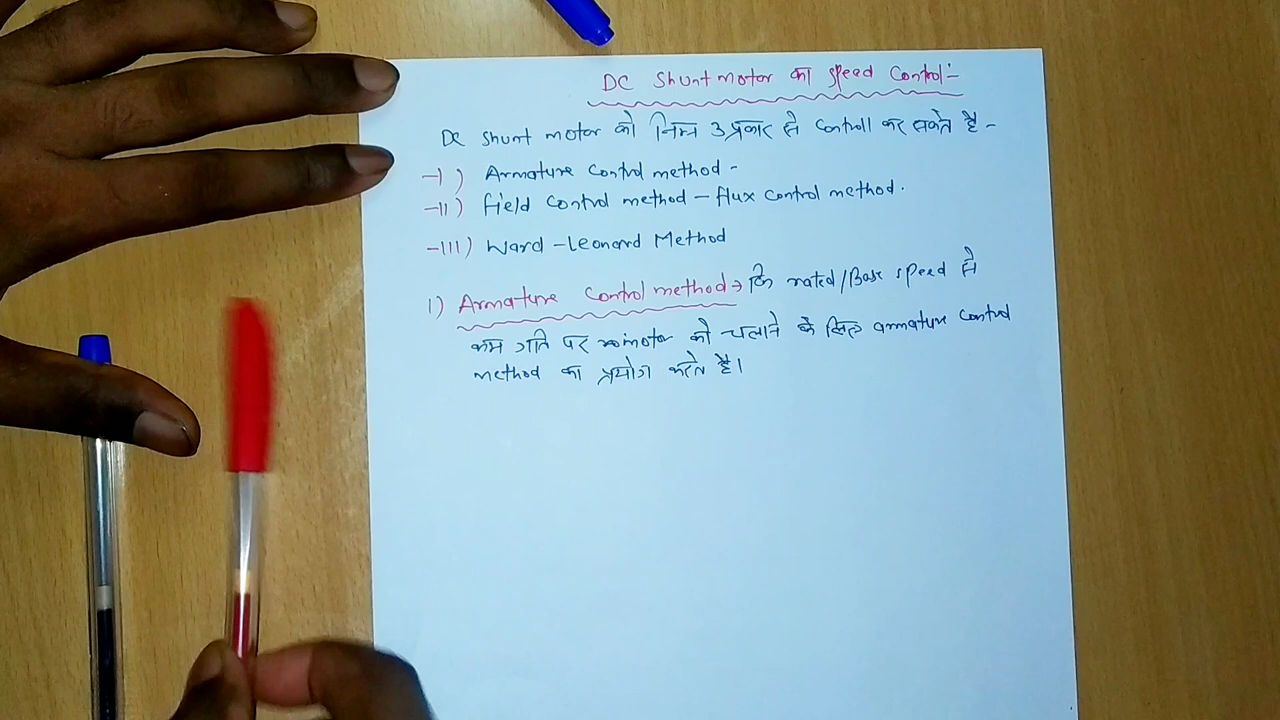 DC Shunt motor का speed Control:-
DC shunt motor को निम्न 3 प्रकार से Controll कर सकते है -
I) Armature Control method -
II) field Control method - flux Control method.
III) Ward - Leonard Method
1) Armature Control method → कि rated/Base speed से
कम गति पर motor को चलाने के लिए armature Control
method का प्रयोग करते है।